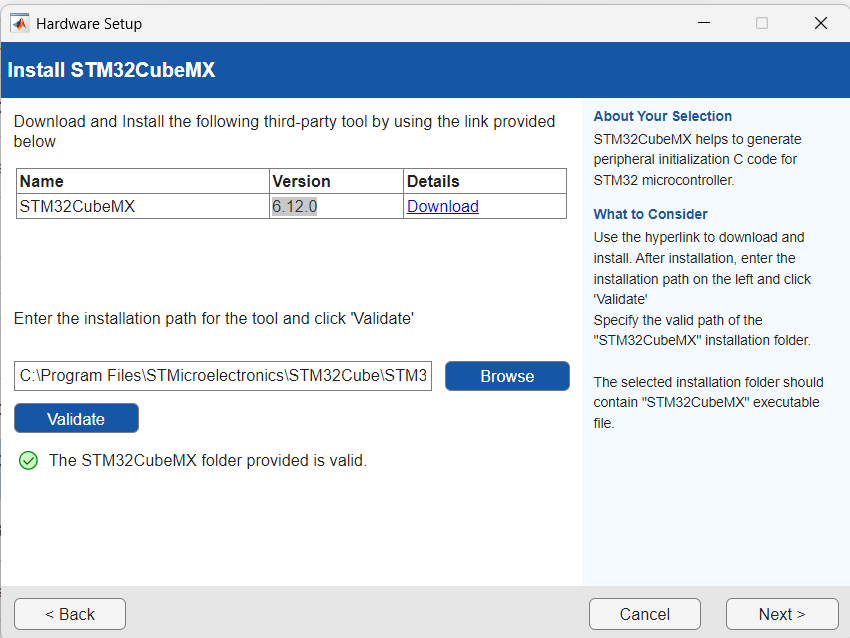 Hardware Setup
Install STM32CubeMX
Download and Install the following third-party tool by using the link provided
below
Name Version Details
STM32CubeMX 6.12.0 Download
Enter the installation path for the tool and click 'Validate'
C:\Program Files\STMicroelectronics\STM32Cube\STM3
Browse
Validate
The STM32CubeMX folder provided is valid.
About Your Selection
STM32CubeMX helps to generate
peripheral initialization C code for
STM32 microcontroller.
What to Consider
Use the hyperlink to download and
install. After installation, enter the
installation path on the left and click
'Validate'
Specify the valid path of the
"STM32CubeMX" installation folder.
The selected installation folder should
contain "STM32CubeMX" executable
file.
< Back
Cancel
Next >